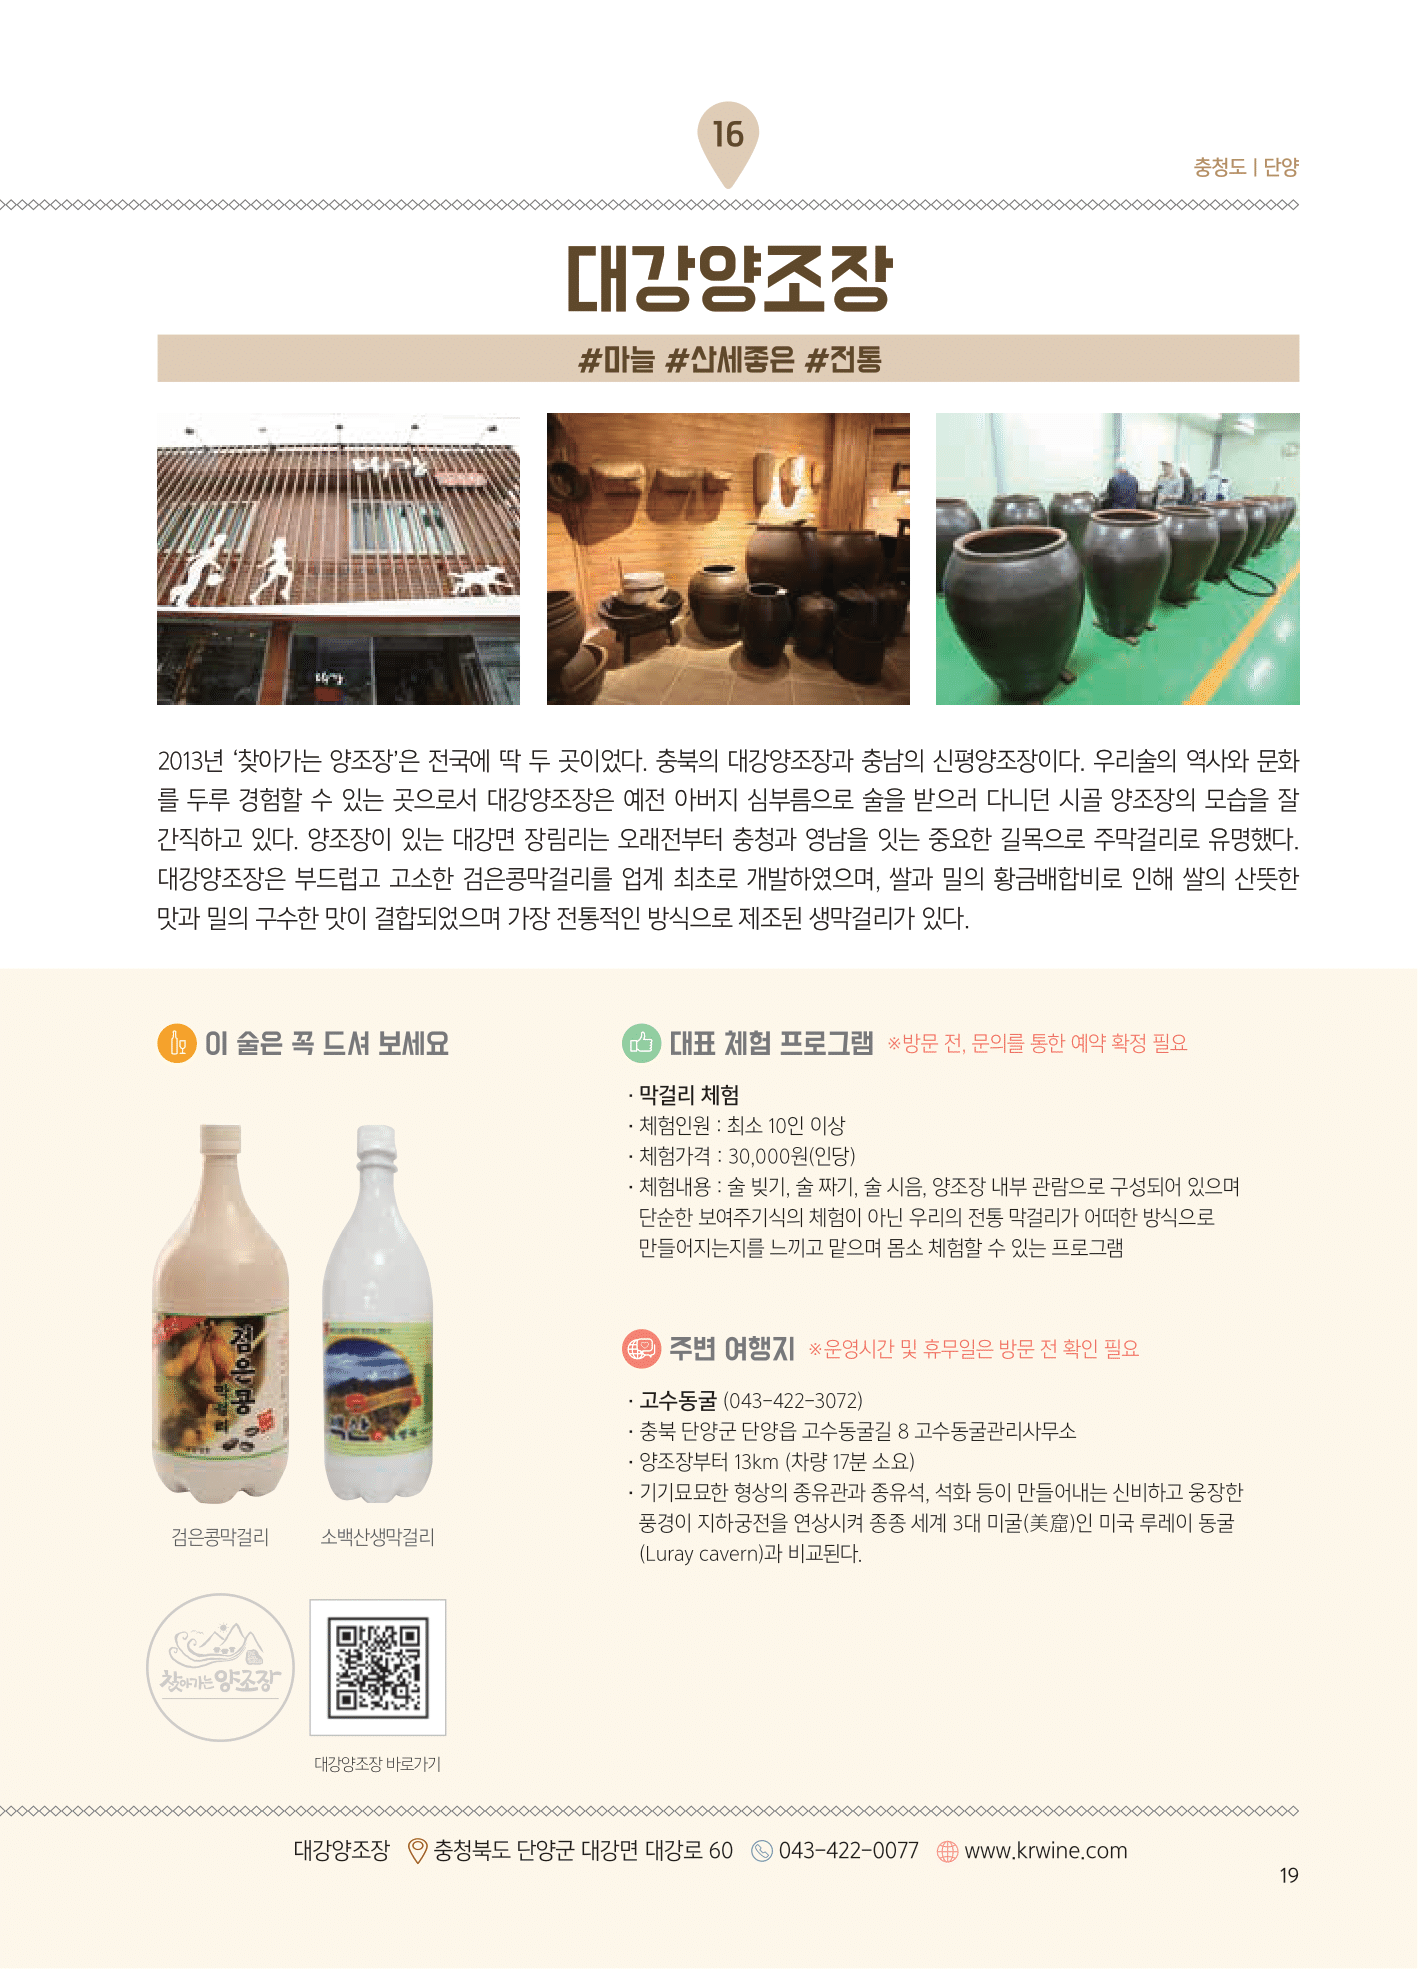 16
충청도 | 단양
대강양조장
#마늘 #산세좋은 #전통
2013년 ‘찾아가는 양조장’은 전국에 딱 두 곳이었다. 충북의 대강양조장과 충남의 신평양조장이다. 우리술의 역사와 문화
를 두루 경험할 수 있는 곳으로서 대강양조장은 예전 아버지 심부름으로 술을 받으러 다니던 시골 양조장의 모습을 잘
간직하고 있다. 양조장이 있는 대강면 장림리는 오래전부터 충청과 영남을 잇는 중요한 길목으로 주막걸리로 유명했다.
대강양조장은 부드럽고 고소한 검은콩막걸리를 업계 최초로 개발하였으며, 쌀과 밀의 황금배합비로 인해 쌀의 산뜻한
맛과 밀의 구수한 맛이 결합되었으며 가장 전통적인 방식으로 제조된 생막걸리가 있다.
이 술은 꼭 드셔 보세요
검은콩
막걸리
백산
검은콩막걸리
소백산생막걸리
찾아가는 양조장
대강양조장 바로가기
대표 체험 프로그램 ※방문 전, 문의를 통한 예약 확정 필요
· 막걸리 체험
· 체험인원 : 최소 10인 이상
· 체험가격 : 30,000원(인당)
· 체험내용 : 술 빚기, 술 짜기, 술 시음, 양조장 내부 관람으로 구성되어 있으며
단순한 보여주기식의 체험이 아닌 우리의 전통 막걸리가 어떠한 방식으로
만들어지는지를 느끼고 맡으며 몸소 체험할 수 있는 프로그램
주변 여행지 ※운영시간 및 휴무일은 방문 전 확인 필요
· 고수동굴 (043-422-3072)
· 충북 단양군 단양읍 고수동굴길 8 고수동굴관리사무소
· 양조장부터 13km (차량 17분 소요)
· 기기묘묘한 형상의 종유관과 종유석, 석화 등이 만들어내는 신비하고 웅장한
풍경이 지하궁전을 연상시켜 종종 세계 3대 미굴(美窟)인 미국 루레이 동굴
(Luray cavern)과 비교된다.
대강양조장 충청북도 단양군 대강면 대강로 60 043-422-0077 www.krwine.com
19